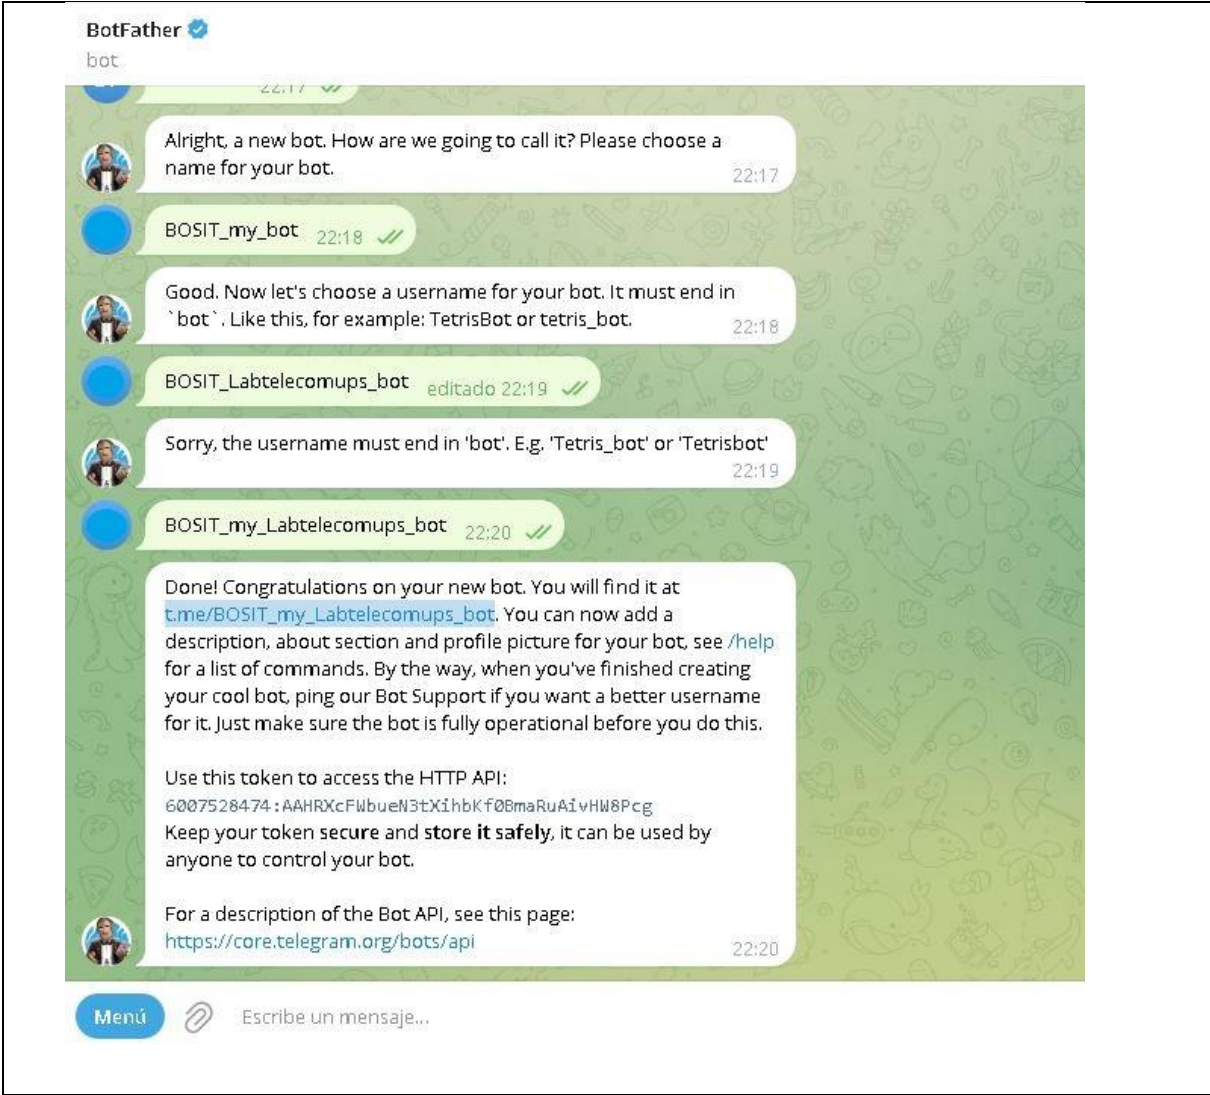 BotFather
bot
22:17
Alright, a new bot. How are we going to call it? Please choose a
name for your bot.
22:17
BOSIT_my_bot 22:18
Good. Now let's choose a username for your bot. It must end in
`bot`. Like this, for example: TetrisBot or tetris_bot.
22:18
BOSIT_Labtelecomups_bot editado 22:19
Sorry, the username must end in 'bot'. E.g. 'Tetris_bot' or 'Tetrisbot'
22:19
BOSIT_my_Labtelecomups_bot 22:20
Done! Congratulations on your new bot. You will find it at
t.me/BOSIT_my_Labtelecomups_bot. You can now add a
description, about section and profile picture for your bot, see /help
for a list of commands. By the way, when you've finished creating
your cool bot, ping our Bot Support if you want a better username
for it. Just make sure the bot is fully operational before you do this.
Use this token to access the HTTP API:
6007528474:AAHRXcFWbueN3tXihbKf0BmaRuAivHW8Pcg
Keep your token secure and store it safely, it can be used by
anyone to control your bot.
For a description of the Bot API, see this page:
https://core.telegram.org/bots/api
22:20
Menú
Escribe un mensaje...